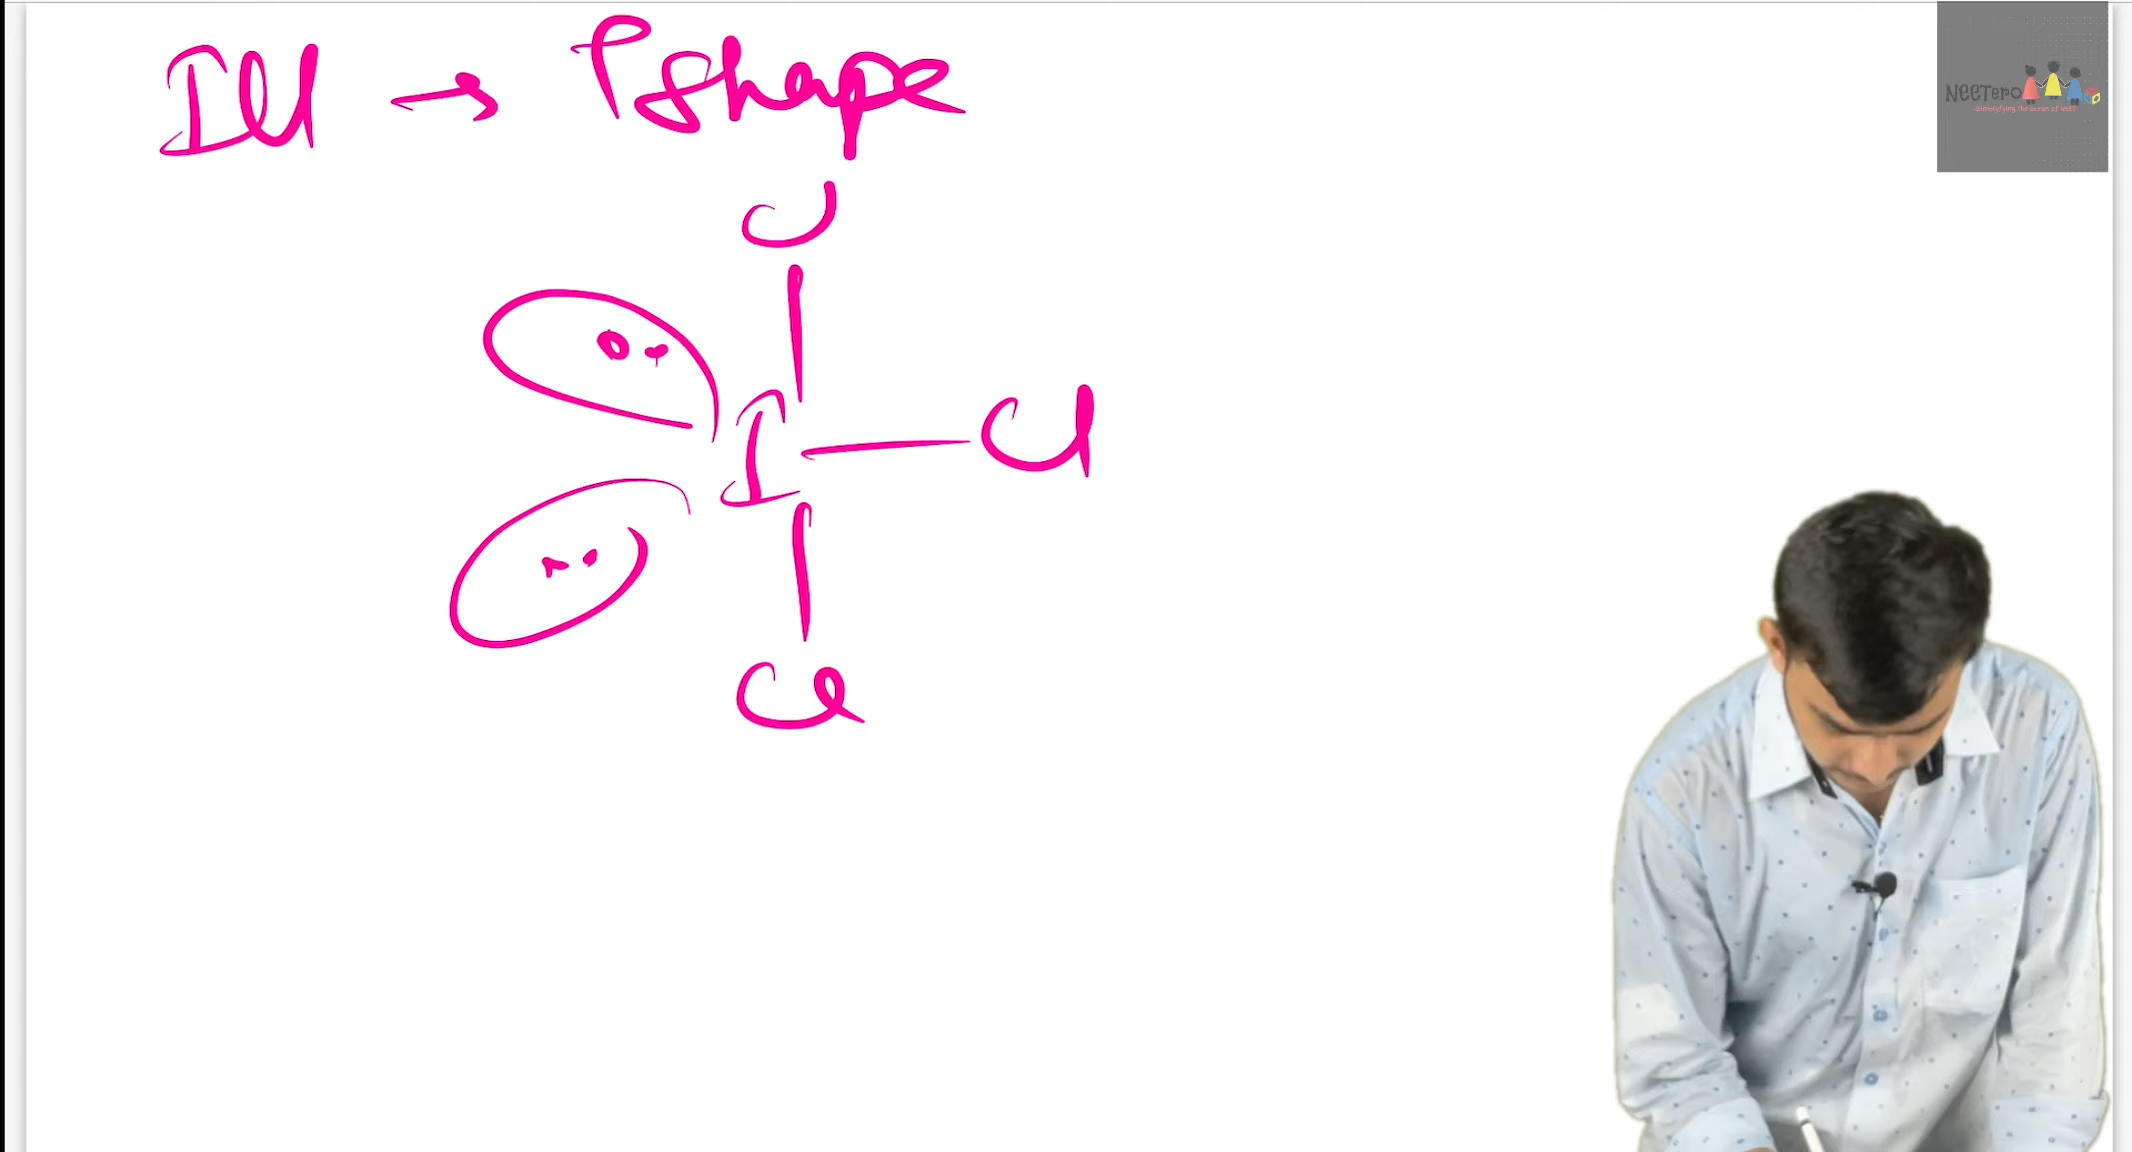 ICl → T shape
Cl
I
Cl
Cl
NEETero